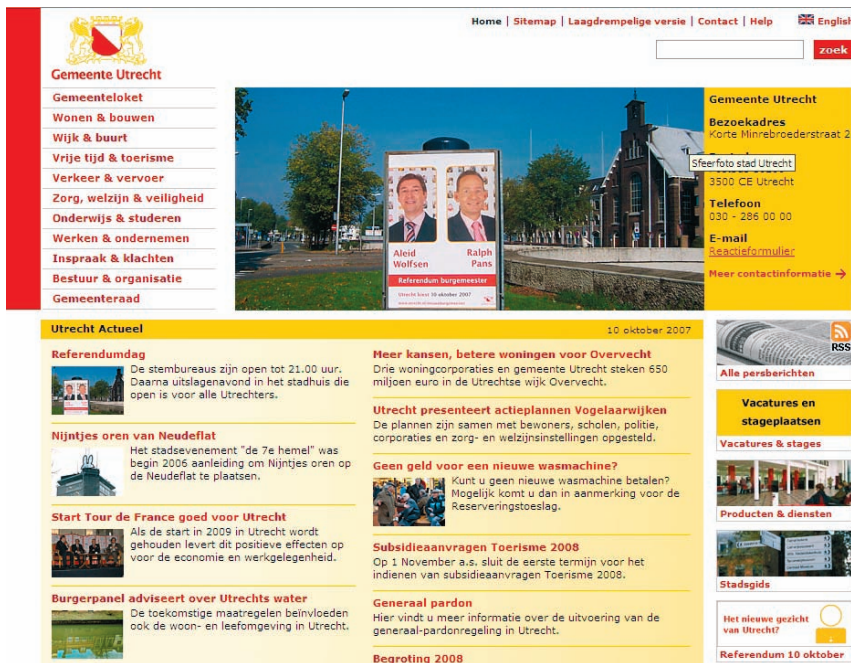 Home | Sitemap | Laagdrempelige versie | Contact | Help English
zoek
Gemeente Utrecht
Gemeenteloket
Wonen & bouwen
Wijk & buurt
Vrije tijd & toerisme
Verkeer & vervoer
Zorg, welzijn & veiligheid
Onderwijs & studeren
Werken & ondernemen
Inspraak & klachten
Bestuur & organisatie
Gemeenteraad
Aleid Wolfsen
Ralph Pans
Referendum burgemeester
Utrecht kiest 10 oktober 2007
Gemeente Utrecht
Bezoekadres
Korte Minrebroederstraat 2
Sfeerfoto stad Utrecht
3500 CE Utrecht
Telefoon
030 - 286 00 00
E-mail
Reactieformulier
Meer contactinformatie →
Utrecht Actueel 10 oktober 2007
Referendumdag
De stembureaus zijn open tot 21.00 uur.
Daarna uitslagenavond in het stadhuis die
open is voor alle Utrechters.
Nijntjes oren van Neudeflat
Het stadsevenement "de 7e hemel" was
begin 2006 aanleiding om Nijntjes oren op
de Neudeflat te plaatsen.
Start Tour de France goed voor Utrecht
Als de start in 2009 in Utrecht wordt
gehouden levert dit positieve effecten op
voor de economie en werkgelegenheid.
Burgerpanel adviseert over Utrechts water
De toekomstige maatregelen beïnvloeden
ook de woon- en leefomgeving in Utrecht.
Meer kansen, betere woningen voor Overvecht
Drie woningcorporaties en gemeente Utrecht steken 650
miljoen euro in de Utrechtse wijk Overvecht.
Utrecht presenteert actieplannen Vogelaarwijken
De plannen zijn samen met bewoners, scholen, politie,
corporaties en zorg- en welzijnsinstellingen opgesteld.
Geen geld voor een nieuwe wasmachine?
Kunt u geen nieuwe wasmachine betalen?
Mogelijk komt u dan in aanmerking voor de
Reserveringstoeslag.
Subsidieaanvragen Toerisme 2008
Op 1 November a.s. sluit de eerste termijn voor het
indienen van subsidieaanvragen Toerisme 2008.
Generaal pardon
Hier vindt u meer informatie over de uitvoering van de
generaal-pardonregeling in Utrecht.
Begroting 2008
RSS
Alle persberichten
Vacatures en
stageplaatsen
Vacatures & stages
Producten & diensten
Stadsgids
Het nieuwe gezicht
van Utrecht?
Referendum 10 oktober